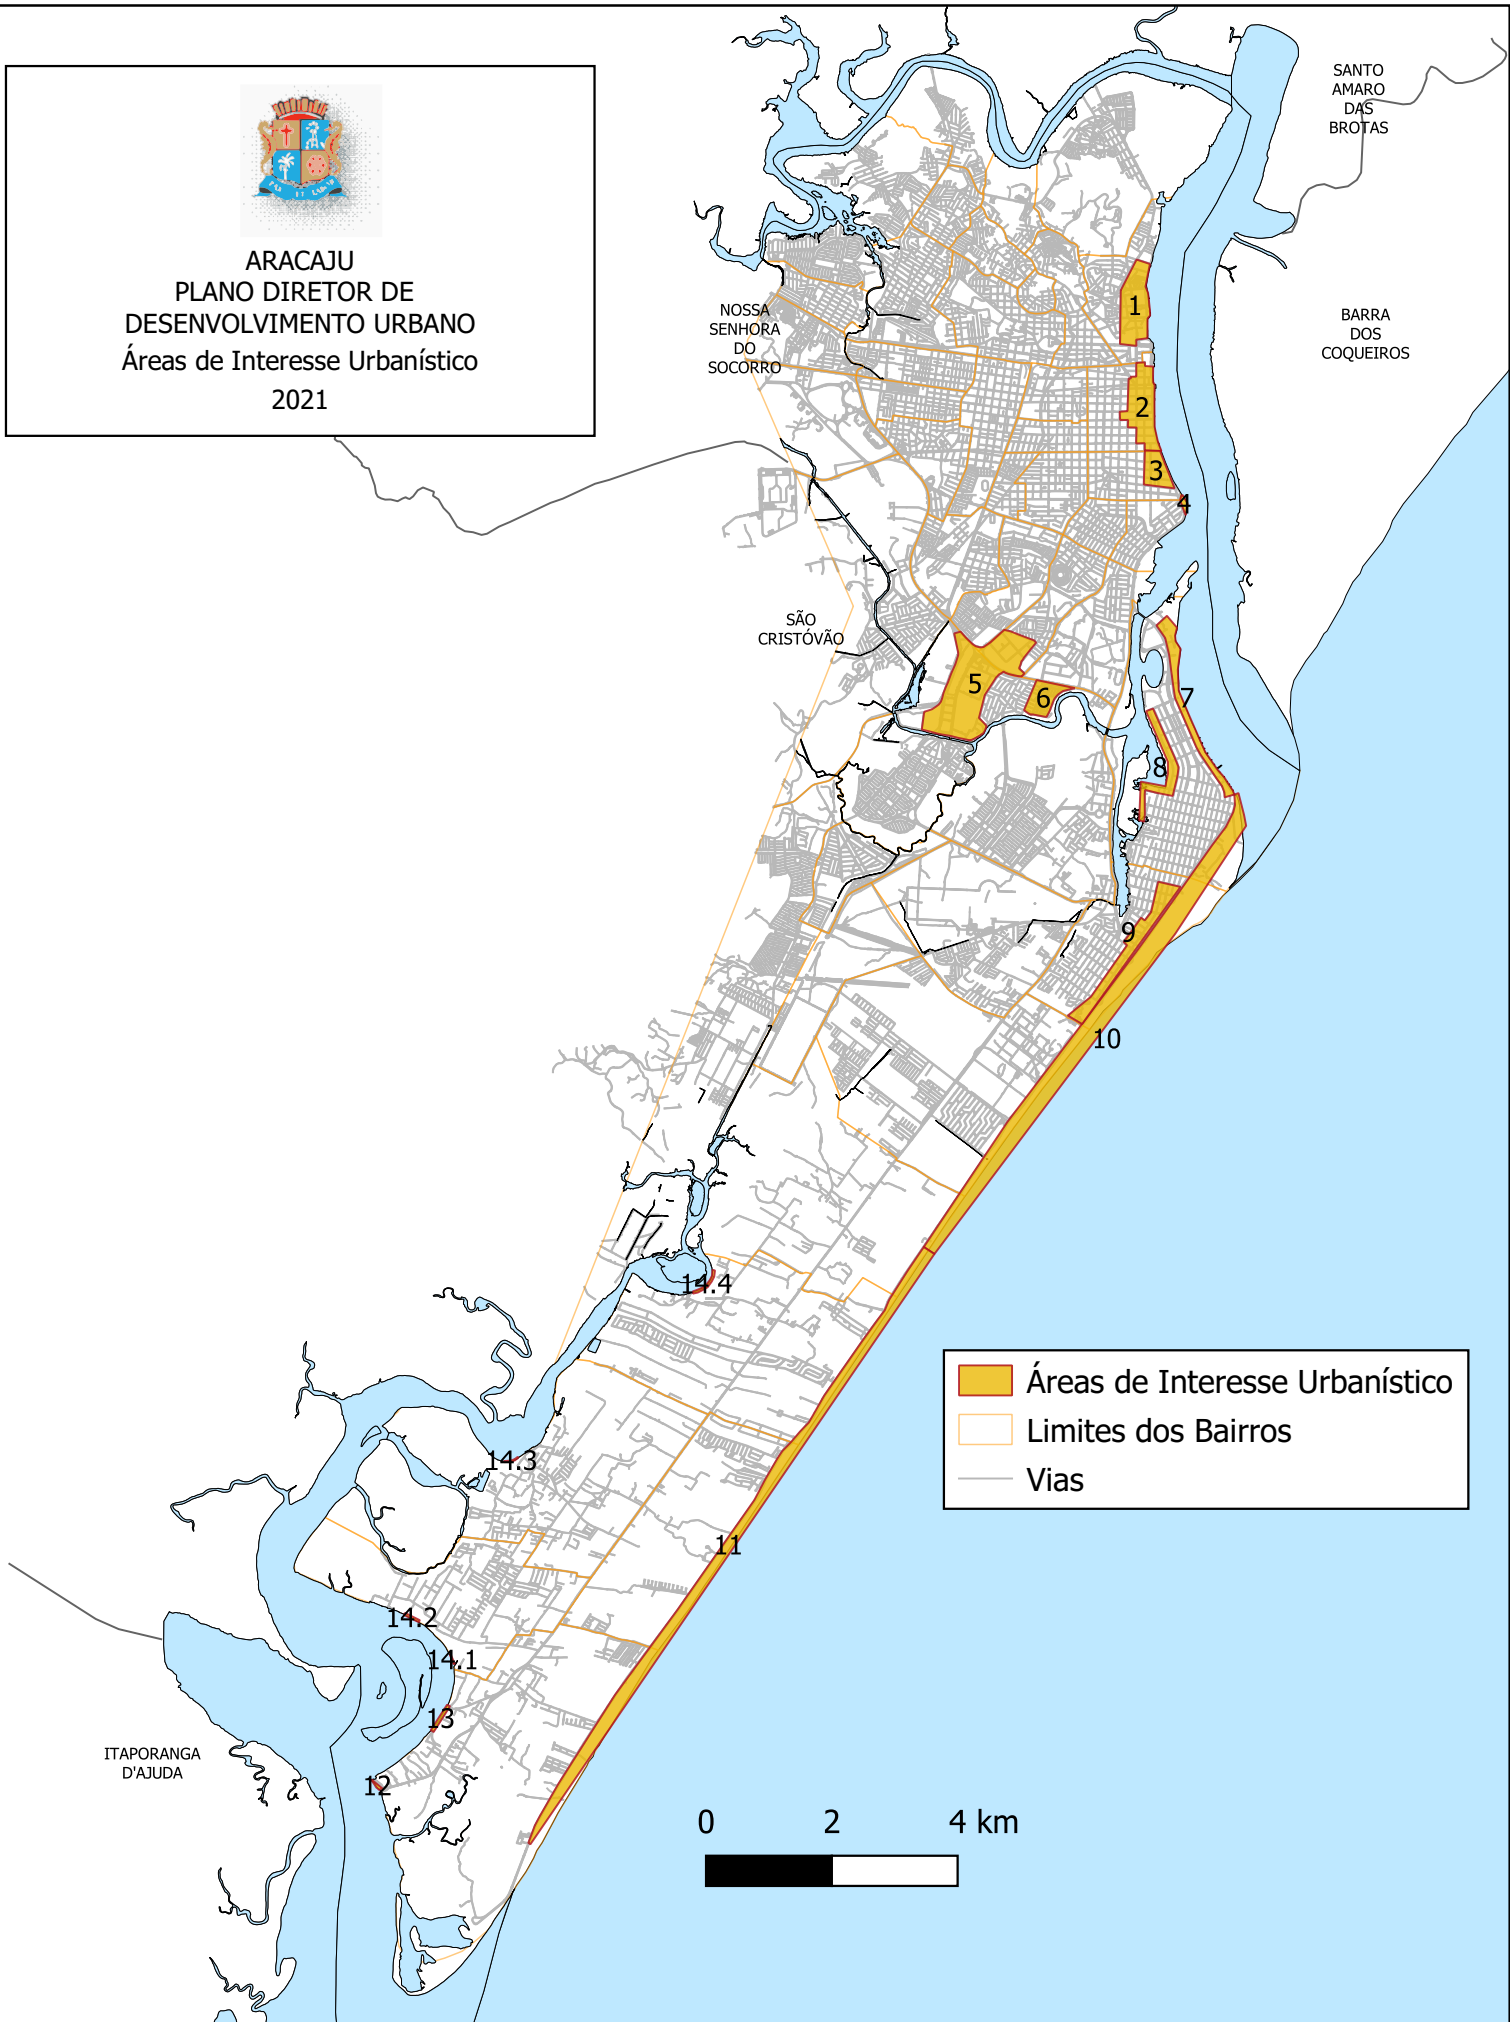 ARACAJU
PLANO DIRETOR DE
DESENVOLVIMENTO URBANO
Áreas de Interesse Urbanístico
2021
SANTO
AMARO
DAS
BROTAS
NOSSA
SENHORA
DO
SOCORRO
BARRA
DOS
COQUEIROS
1
2
3
4
SÃO
CRISTÓVÃO
5
6
7
8
9
10
14.4
Áreas de Interesse Urbanístico
Limites dos Bairros
Vias
14.3
11
14.2
14.1
13
ITAPORANGA
D'AJUDA
12
0 2 4 km